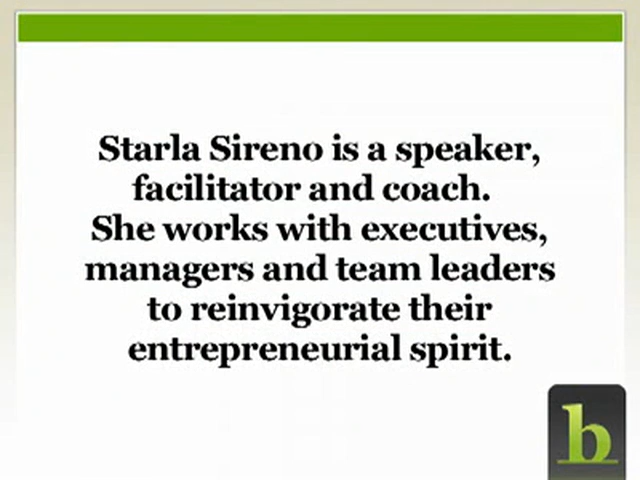 Starla Sireno is a speaker,
facilitator and coach.
She works with executives,
managers and team leaders
to reinvigorate their
entrepreneurial spirit.
b